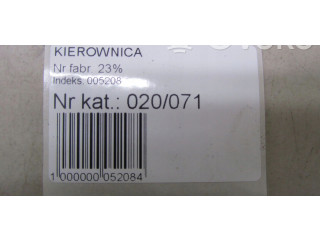 KIEROWNICA
Nr fabr. 23%
Indeks: 005208
Nr kat.: 020/071
1 000000 052084